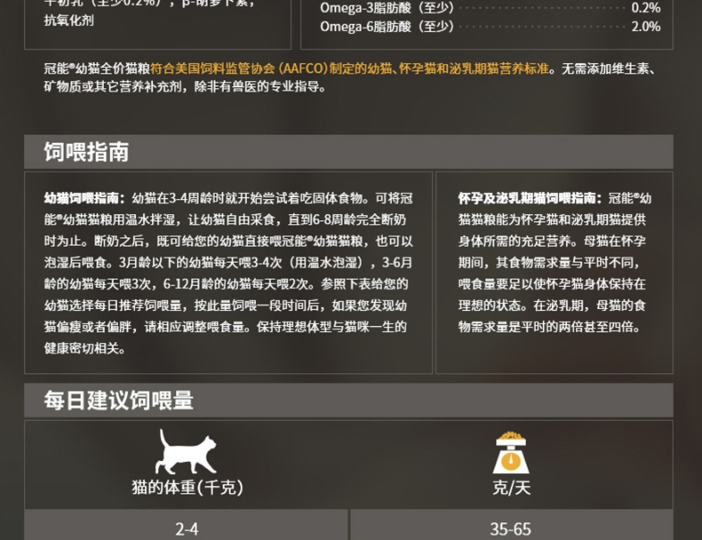 牛初乳（至少0.2%），β-胡萝卜素，
抗氧化剂
Omega-3脂肪酸（至少） 0.2%
Omega-6脂肪酸（至少） 2.0%
冠能®幼猫全价猫粮符合美国饲料监管协会（AAFCO）制定的幼猫、怀孕猫和泌乳期猫营养标准。无需添加维生素、
矿物质或其它营养补充剂，除非有兽医的专业指导。
饲喂指南
幼猫饲喂指南：幼猫在3-4周龄时就开始尝试着吃固体食物。可将冠
能®幼猫猫粮用温水拌湿，让幼猫自由采食，直到6-8周龄完全断奶
时为止。断奶之后，既可给您的幼猫直接喂冠能®幼猫猫粮，也可以
泡湿后喂食。3月龄以下的幼猫每天喂3-4次（用温水泡湿），3-6月
龄的幼猫每天喂3次，6-12月龄的幼猫每天喂2次。参照下表给您的
幼猫选择每日推荐饲喂量，按此量饲喂一段时间后，如果您发现幼
猫偏瘦或者偏胖，请相应调整喂食量。保持理想体型与猫咪一生的
健康密切相关。
怀孕及泌乳期猫饲喂指南：冠能®幼
猫猫粮能为怀孕猫和泌乳期猫提供
身体所需的充足营养。母猫在怀孕
期间，其食物需求量与平时不同，
喂食量要足以使怀孕猫身体保持在
理想的状态。在泌乳期，母猫的食
物需求量是平时的两倍甚至四倍。
每日建议饲喂量
猫的体重(千克)
克/天
2-4
35-65